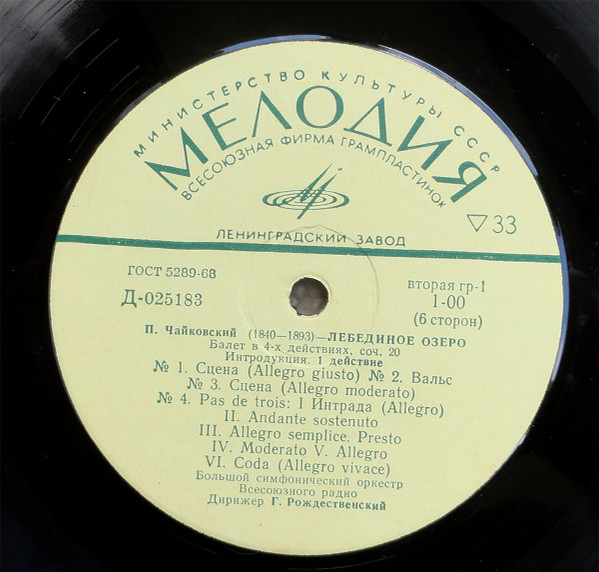 МИНИСТЕРСТВО КУЛЬТУРЫ СССР
МЕЛОДИЯ
ВСЕСОЮЗНАЯ ФИРМА ГРАМПЛАСТИНОК
▽33
ЛЕНИНГРАДСКИЙ ЗАВОД
ГОСТ 5289-68
вторая гр-1
Д-025183
1-00
(6 сторон)
П. Чайковский (1840—1893)—ЛЕБЕДИНОЕ ОЗЕРО
Балет в 4-х действиях, соч. 20
Интродукция. 1 действие
№ 1. Сцена (Allegro giusto) № 2. Вальс
№ 3. Сцена (Allegro moderato)
№ 4. Pas de trois: I Интрада (Allegro)
II. Andante sostenuto
III. Allegro semplice. Presto
IV. Moderato V. Allegro
VI. Coda (Allegro vivace)
Большой симфонический оркестр
Всесоюзного радио
Дирижер Г. Рождественский